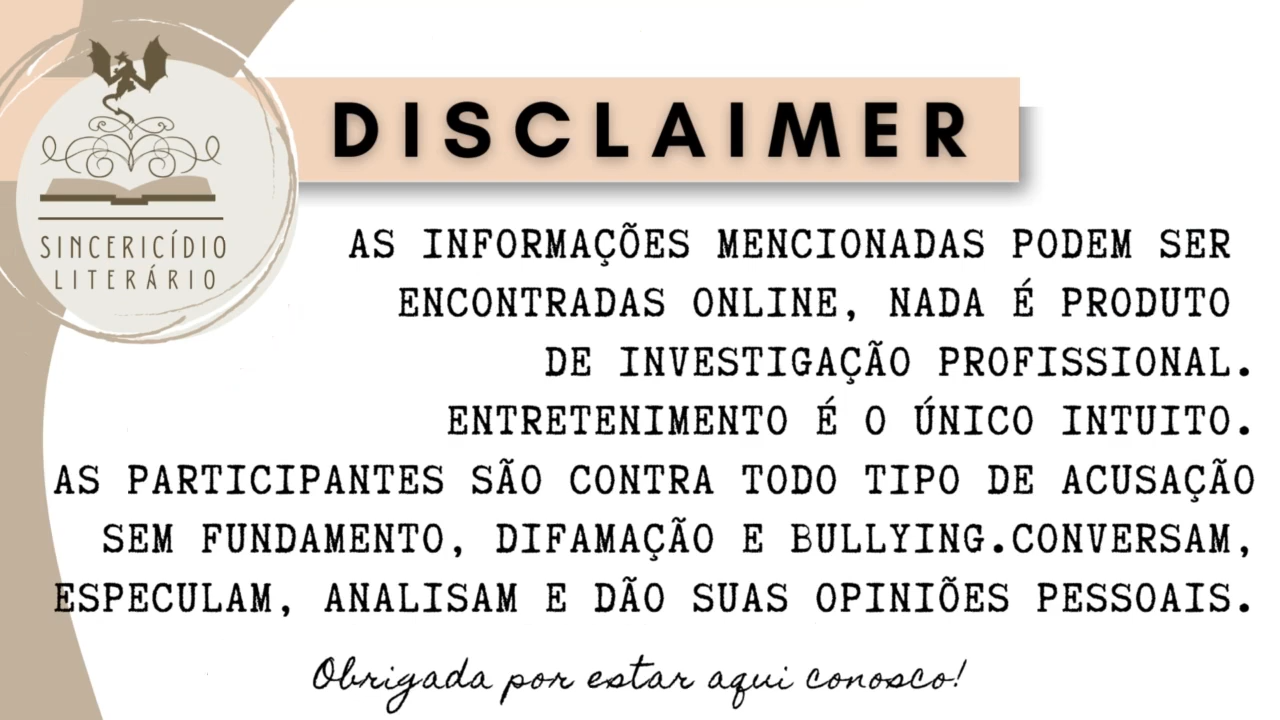 DISCLAIMER
SINCERICÍDIO
LITERÁRIO
AS INFORMAÇÕES MENCIONADAS PODEM SER
ENCONTRADAS ONLINE, NADA É PRODUTO
DE INVESTIGAÇÃO PROFISSIONAL.
ENTRETENIMENTO É O ÚNICO INTUITO.
AS PARTICIPANTES SÃO CONTRA TODO TIPO DE ACUSAÇÃO
SEM FUNDAMENTO, DIFAMAÇÃO E BULLYING.CONVERSAM,
ESPECULAM, ANALISAM E DÃO SUAS OPINIÕES PESSOAIS.
Obrigada por estar aqui conosco!